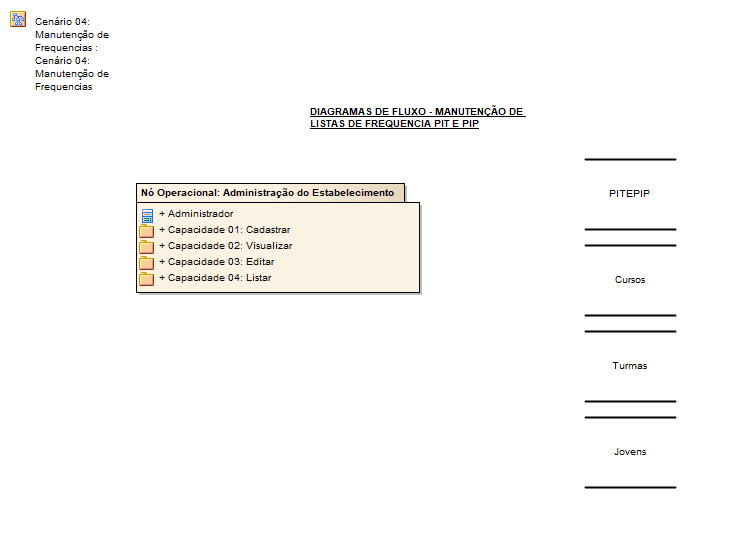 Cenário 04:
Manutenção de
Frequencias :
Cenário 04:
Manutenção de
Frequencias
DIAGRAMAS DE FLUXO - MANUTENÇÃO DE
LISTAS DE FREQUENCIA PIT E PIP
Nó Operacional: Administração do Estabelecimento
+ Administrador
+ Capacidade 01: Cadastrar
+ Capacidade 02: Visualizar
+ Capacidade 03: Editar
+ Capacidade 04: Listar
PITEPIP
Cursos
Turmas
Jovens